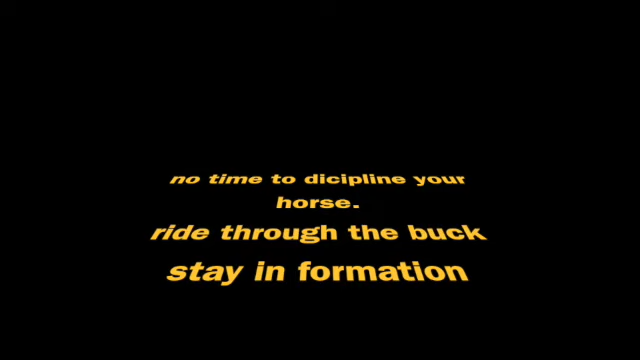 no time to dicipline your
horse.
ride through the buck
stay in formation